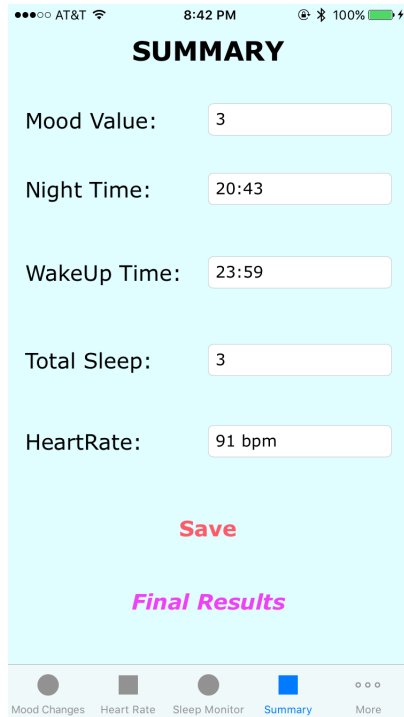 AT&T 8:42 PM 100%
SUMMARY
Mood Value: 3
Night Time: 20:43
WakeUp Time: 23:59
Total Sleep: 3
HeartRate: 91 bpm
Save
Final Results
Mood Changes Heart Rate Sleep Monitor Summary More